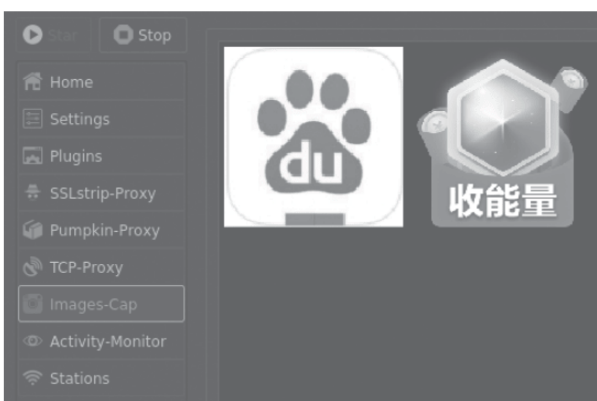 Star
Stop
Home
Settings
Plugins
SSLstrip-Proxy
Pumpkin-Proxy
TCP-Proxy
Images-Cap
Activity-Monitor
Stations
du
收能量